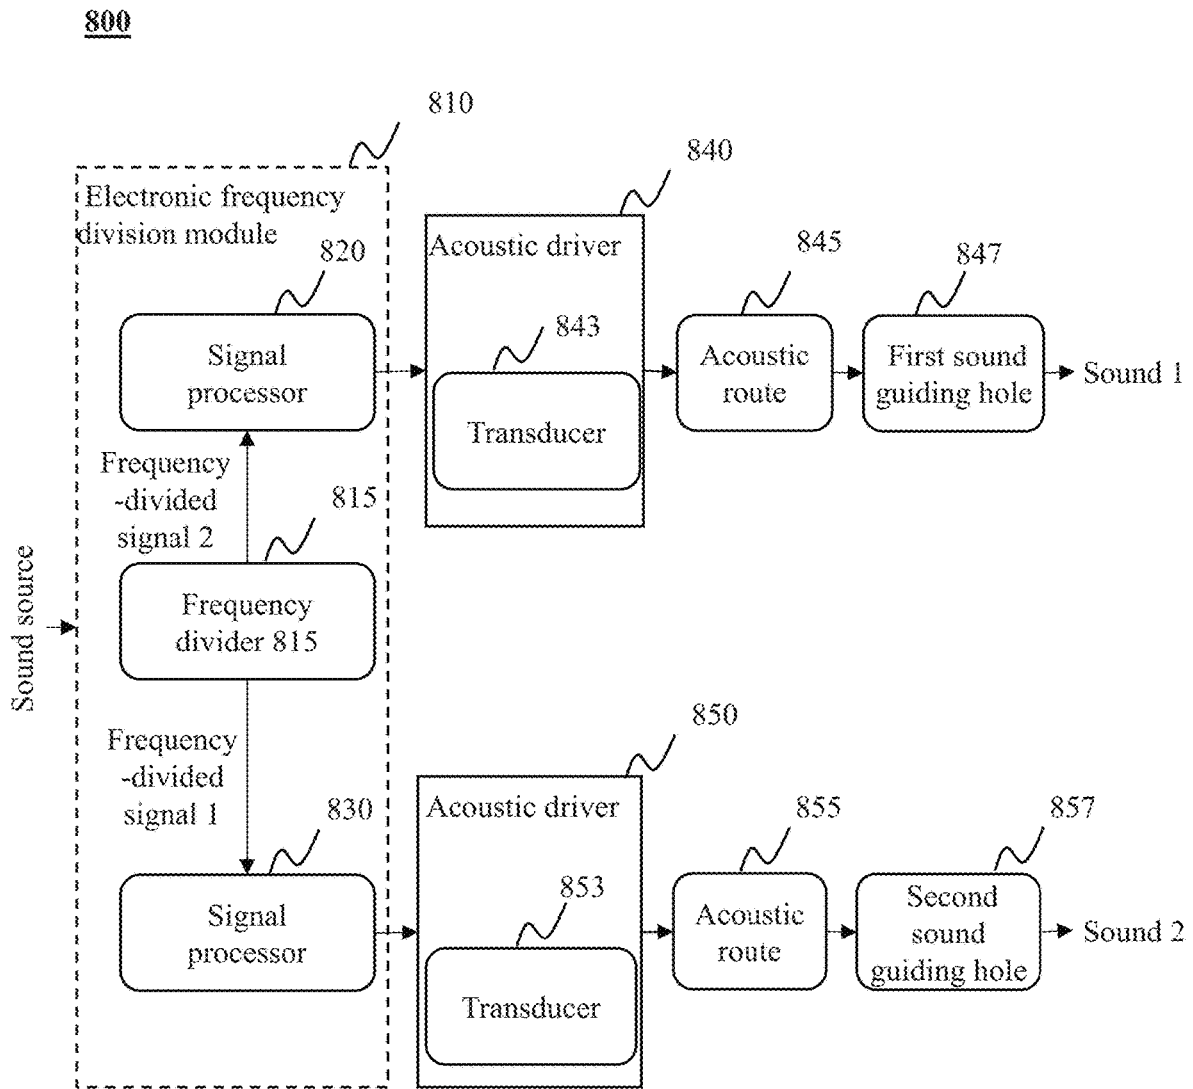 800
810
Electronic frequency
division module
820
Signal
processor
Frequency
-divided
signal 2
815
Frequency
divider 815
Sound source
Frequency
-divided
signal 1
830
Signal
processor
840
Acoustic driver
843
Transducer
845
Acoustic
route
847
First sound
guiding hole
Sound 1
850
Acoustic driver
853
Transducer
855
Acoustic
route
857
Second
sound
guiding hole
Sound 2